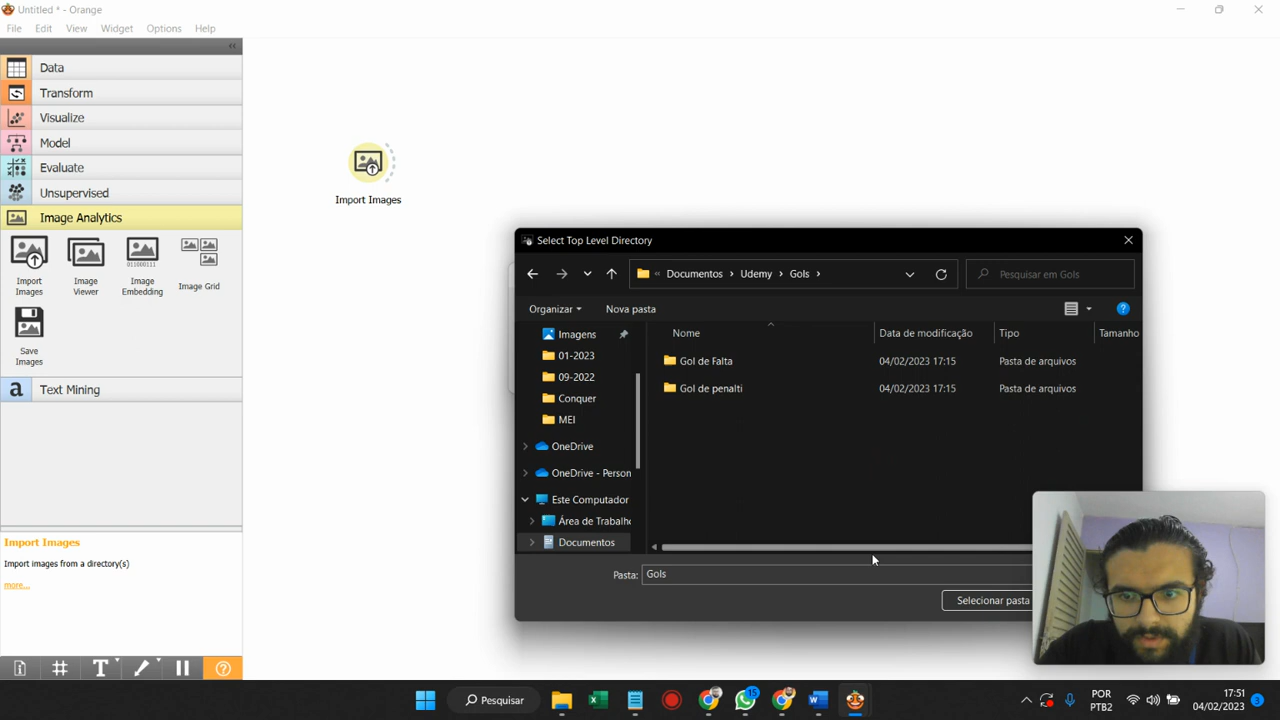 Untitled * - Orange
File Edit View Widget Options Help
Data
Transform
Visualize
Model
Evaluate
Unsupervised
Image Analytics
Import Images
Image Viewer
Image Embedding
Image Grid
Save Images
Text Mining
Import Images
Import images from a directory(s)
more...
Import Images
Select Top Level Directory
Documentos Udemy Gols
Pesquisar em Gols
Organizar Nova pasta
Nome Data de modificação Tipo Tamanho
Gol de Falta 04/02/2023 17:15 Pasta de arquivos
Gol de penalti 04/02/2023 17:15 Pasta de arquivos
Imagens
01-2023
09-2022
Conquer
MEI
OneDrive
OneDrive - Person
Este Computador
Área de Trabalho
Documentos
Pasta: Gols
Selecionar pasta
Pesquisar
15
POR
PTB2
17:51
04/02/2023
3